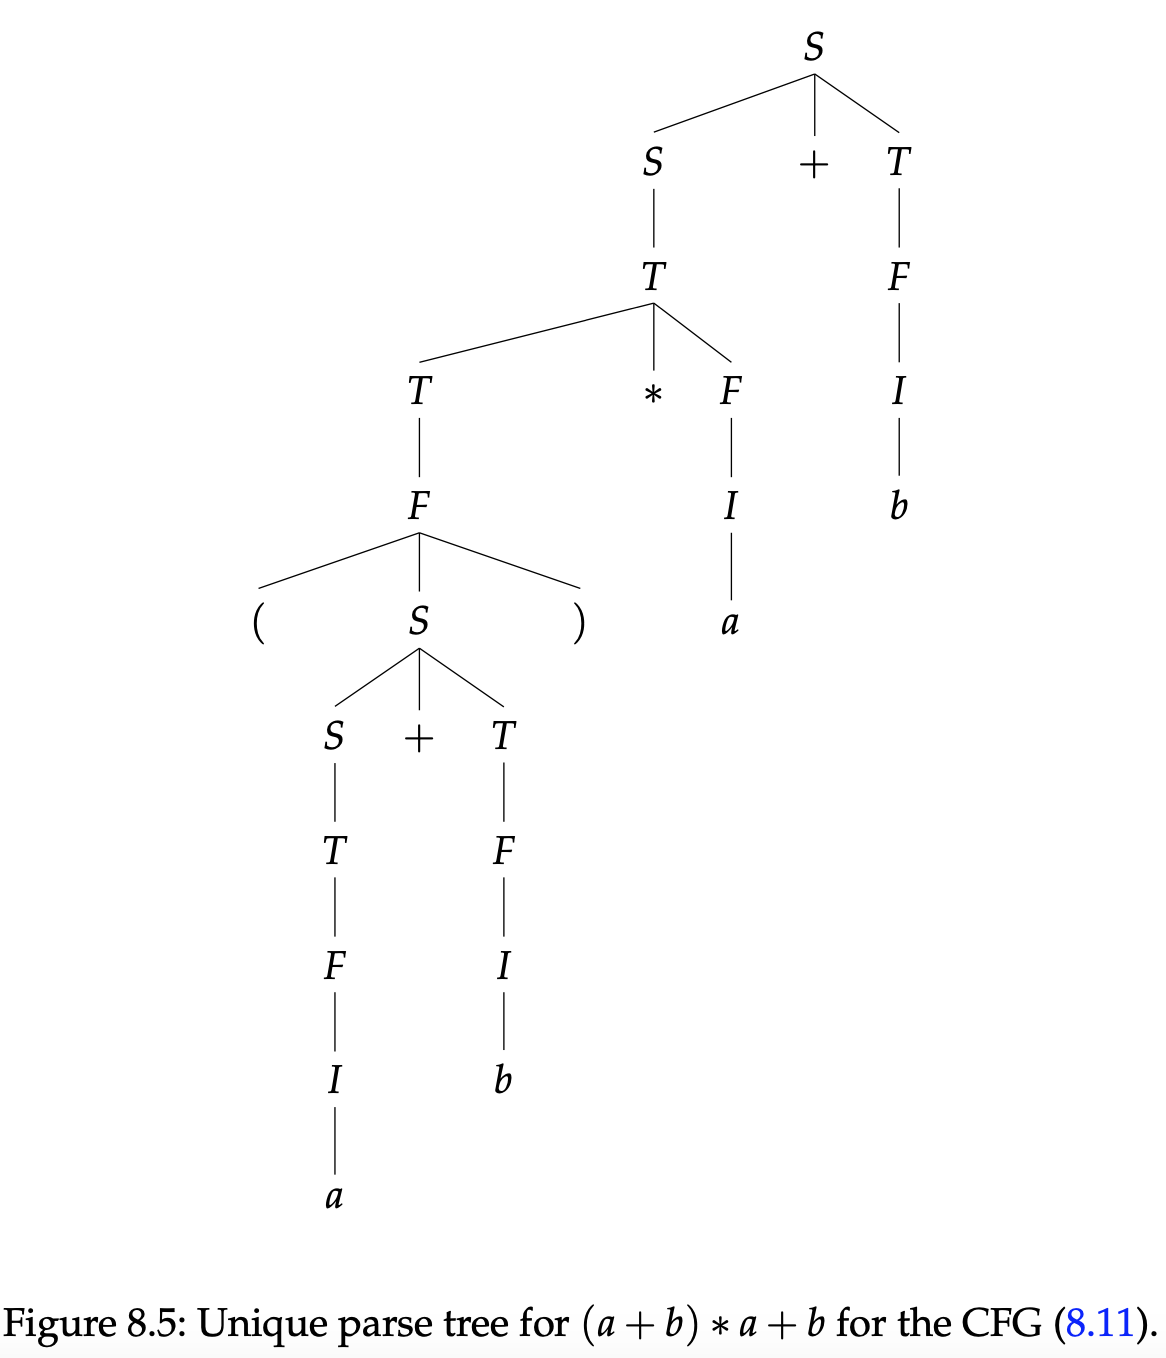 S
S + T
T F
T * F I
F I b
( S ) a
S + T
T F
F I
I b
a
Figure 8.5: Unique parse tree for (a + b) * a + b for the CFG (8.11).